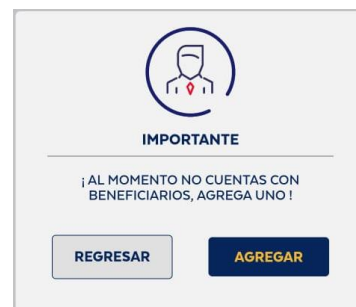 IMPORTANTE
¡ AL MOMENTO NO CUENTAS CON
BENEFICIARIOS, AGREGA UNO !
REGRESAR
AGREGAR